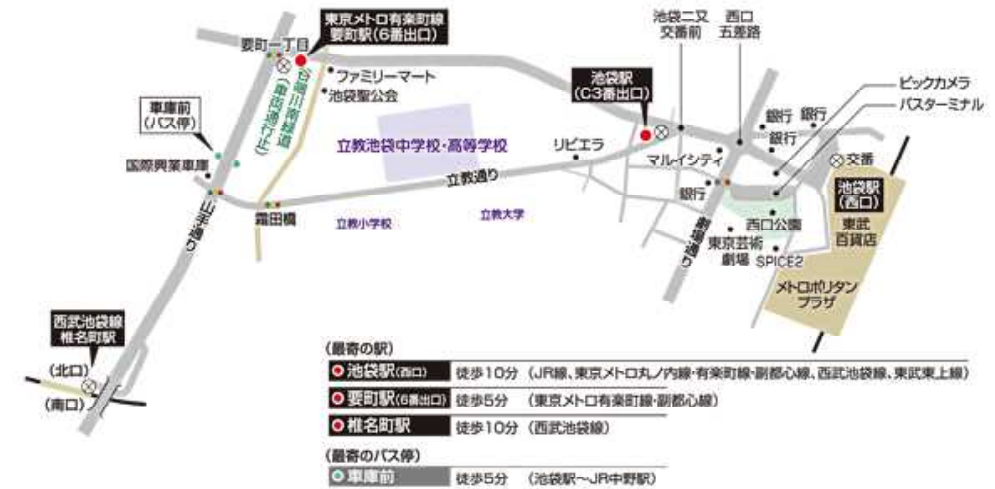 東京メトロ有楽町線
要町駅(6番出口)
要町一丁目
ファミリーマート
池袋聖公会
車庫前
(バス停)
国際興業車庫
立教池袋中学校・高等学校
池袋駅
(C3番出口)
池袋二又
交番前
西口
五差路
ビックカメラ
バスターミナル
銀行
銀行
銀行
交番
リビエラ
マルイシティ
銀行
立教通り
池袋駅
(西口)
東武
百貨店
山手通り
霜田橋
立教小学校
立教大学
劇場通り
西口公園
東京芸術
劇場
SPICE2
メトロポリタン
プラザ
西武池袋線
椎名町駅
(北口)
(南口)
(最寄の駅)
池袋駅(西口) 徒歩10分 (JR線、東京メトロ丸ノ内線・有楽町線・副都心線、西武池袋線、東武東上線)
要町駅(6番出口) 徒歩5分 (東京メトロ有楽町線・副都心線)
椎名町駅 徒歩10分 (西武池袋線)
(最寄のバス停)
車庫前 徒歩5分 (池袋駅～JR中野駅)